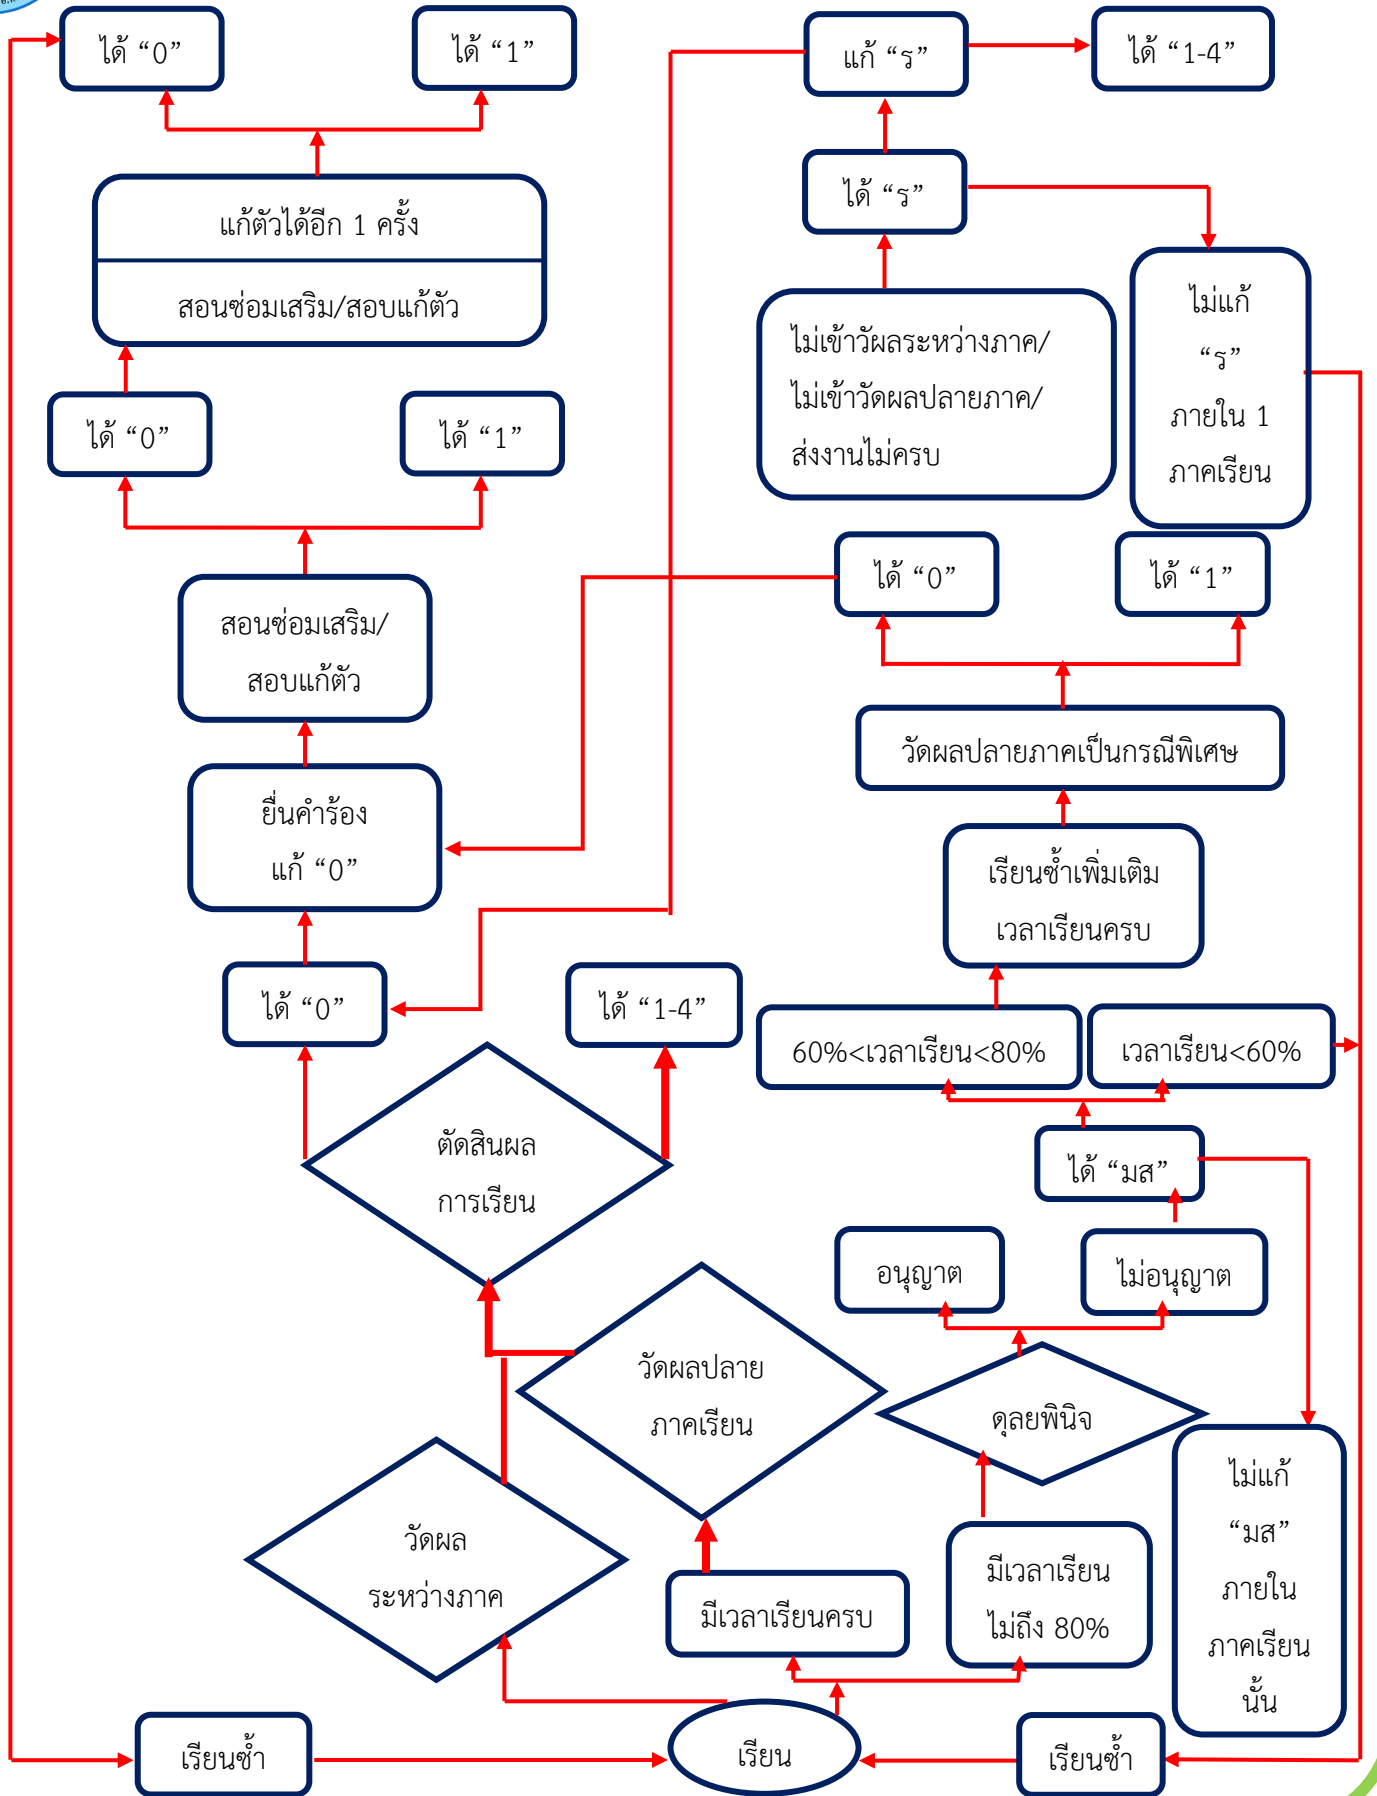 ได้ “0”
ได้ “1”
แก้ “ร”
ได้ “1-4”
ได้ “ร”
แก้ตัวได้อีก 1 ครั้ง
สอนซ่อมเสริม/สอบแก้ตัว
ไม่เข้าวัผลระหว่างภาค/
ไม่เข้าวัดผลปลายภาค/
ส่งงานไม่ครบ
ไม่แก้
“ร”
ภายใน 1
ภาคเรียน
ได้ “0”
ได้ “1”
ได้ “0”
ได้ “1”
สอนซ่อมเสริม/
สอบแก้ตัว
วัดผลปลายภาคเป็นกรณีพิเศษ
ยื่นคำร้อง
แก้ “0”
เรียนซ้ำเพิ่มเติม
เวลาเรียนครบ
ได้ “0”
ได้ “1-4”
60%<เวลาเรียน<80%
เวลาเรียน<60%
ตัดสินผล
การเรียน
ได้ “มส”
อนุญาต
ไม่อนุญาต
วัดผลปลาย
ภาคเรียน
ดุลยพินิจ
ไม่แก้
“มส”
ภายใน
ภาคเรียน
นั้น
วัดผล
ระหว่างภาค
มีเวลาเรียนครบ
มีเวลาเรียน
ไม่ถึง 80%
เรียนซ้ำ
เรียน
เรียนซ้ำ